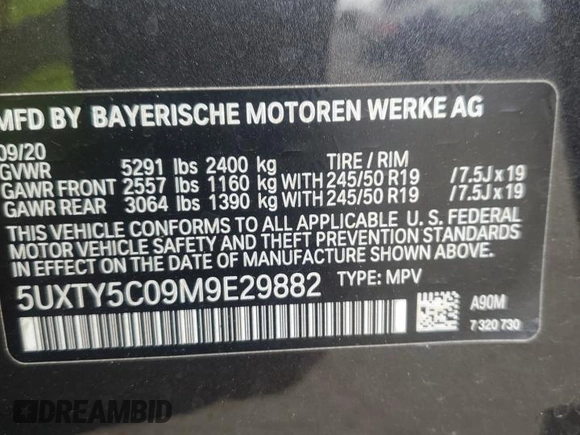 MFD BY BAYERISCHE MOTOREN WERKE AG
09/20
GVWR 5291 lbs 2400 kg TIRE / RIM
GAWR FRONT 2557 lbs 1160 kg WITH 245/50 R19 /7.5J x 19
GAWR REAR 3064 lbs 1390 kg WITH 245/50 R19 /7.5J x 19
THIS VEHICLE CONFORMS TO ALL APPLICABLE U. S. FEDERAL
MOTOR VEHICLE SAFETY AND THEFT PREVENTION STANDARDS
IN EFFECT ON THE DATE OF MANUFACTURE SHOWN ABOVE.
5UXTY5C09M9E29882 TYPE: MPV
A90M
7 320 730
DREAMBID